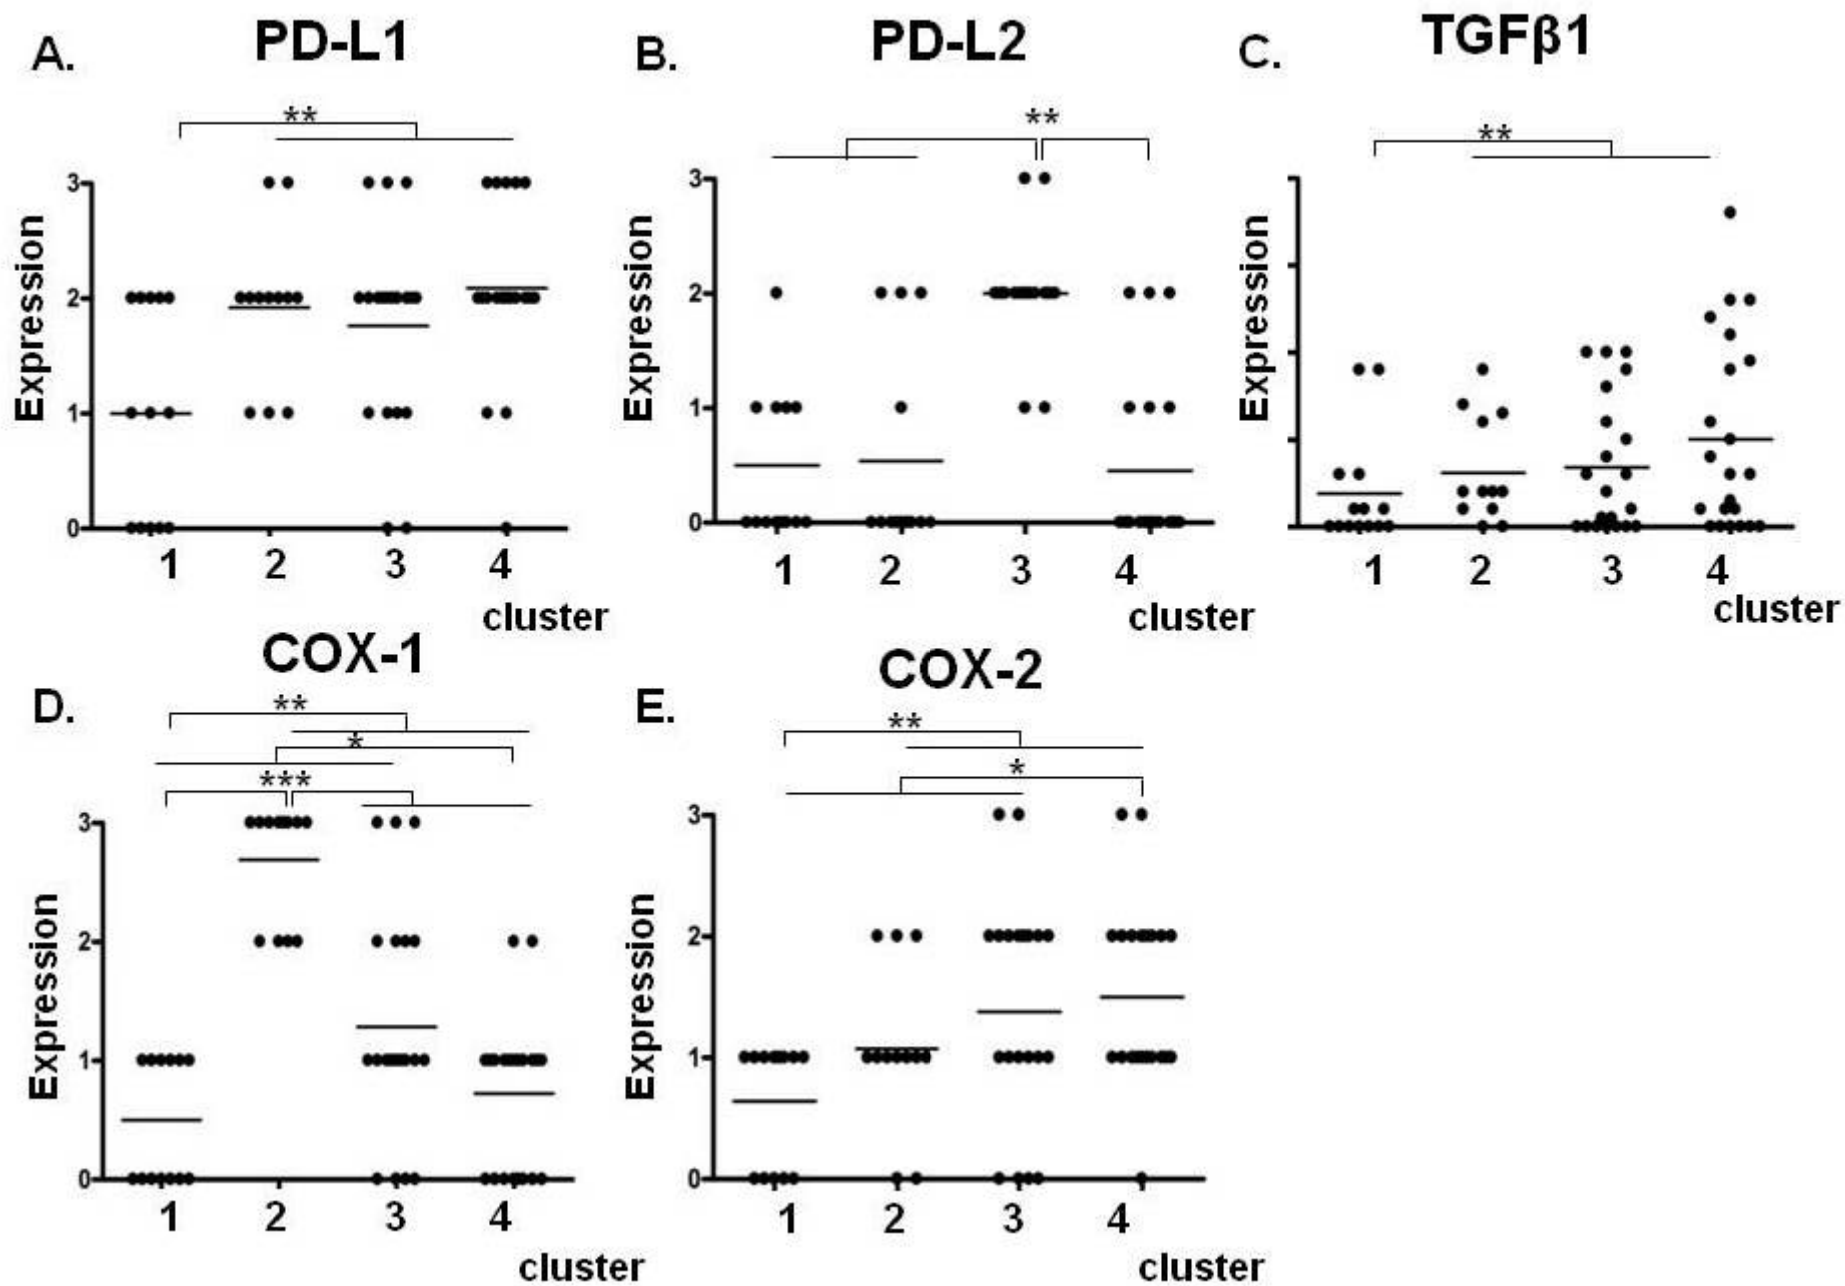 A. PD-L1
**
Expression
3
2
1
0
1 2 3 4
cluster
B. PD-L2
**
Expression
3
2
1
0
1 2 3 4
cluster
C. TGFβ1
**
Expression
1 2 3 4
cluster
D. COX-1
**
*
***
Expression
3
2
1
0
1 2 3 4
cluster
E. COX-2
**
*
Expression
3
2
1
0
1 2 3 4
cluster